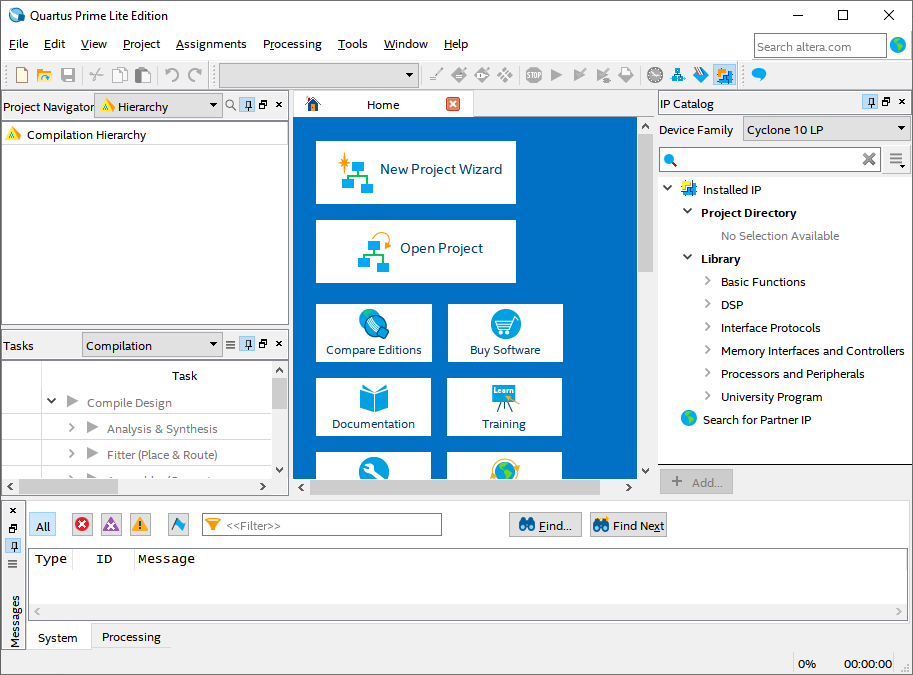 Quartus Prime Lite Edition
File Edit View Project Assignments Processing Tools Window Help
Search altera.com
STOP
Project Navigator Hierarchy
Compilation Hierarchy
Home
New Project Wizard
Open Project
Compare Editions
Buy Software
Documentation
Learn
Training
IP Catalog
Device Family Cyclone 10 LP
Installed IP
Project Directory
No Selection Available
Library
Basic Functions
DSP
Interface Protocols
Memory Interfaces and Controllers
Processors and Peripherals
University Program
Search for Partner IP
Add...
Tasks Compilation
Task
Compile Design
Analysis & Synthesis
Fitter (Place & Route)
All <<Filter>> Find... Find Next
Type ID Message
Messages
System Processing
0% 00:00:00